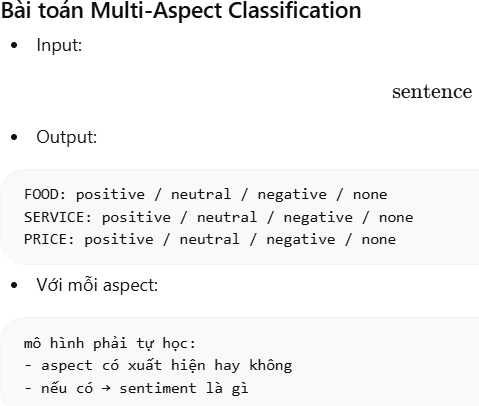 Bài toán Multi-Aspect Classification
• Input:
sentence
• Output:
FOOD: positive / neutral / negative / none
SERVICE: positive / neutral / negative / none
PRICE: positive / neutral / negative / none
• Với mỗi aspect:
mô hình phải tự học:
- aspect có xuất hiện hay không
- nếu có → sentiment là gì